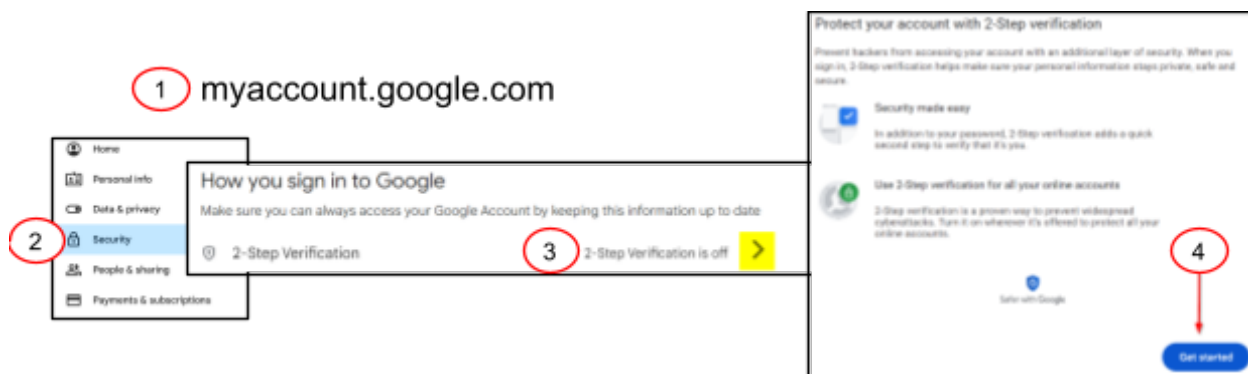 1 myaccount.google.com
Home
Personal info
Data & privacy
2 Security
People & sharing
Payments & subscriptions
How you sign in to Google
Make sure you can always access your Google Account by keeping this information up to date
2-Step Verification 3 2-Step Verification is off >
Protect your account with 2-Step verification
Prevent hackers from accessing your account with an additional layer of security. When you
sign in, 2-Step verification helps make sure your personal information stays private, safe and
secure.
Security made easy
In addition to your password, 2-Step verification adds a quick
second step to verify that it's you.
Use 2-Step verification for all your online accounts
2-Step verification is a proven way to prevent widespread
cyberattacks. Turn it on wherever it's offered to protect all your
online accounts.
4
Safer with Google
Get started